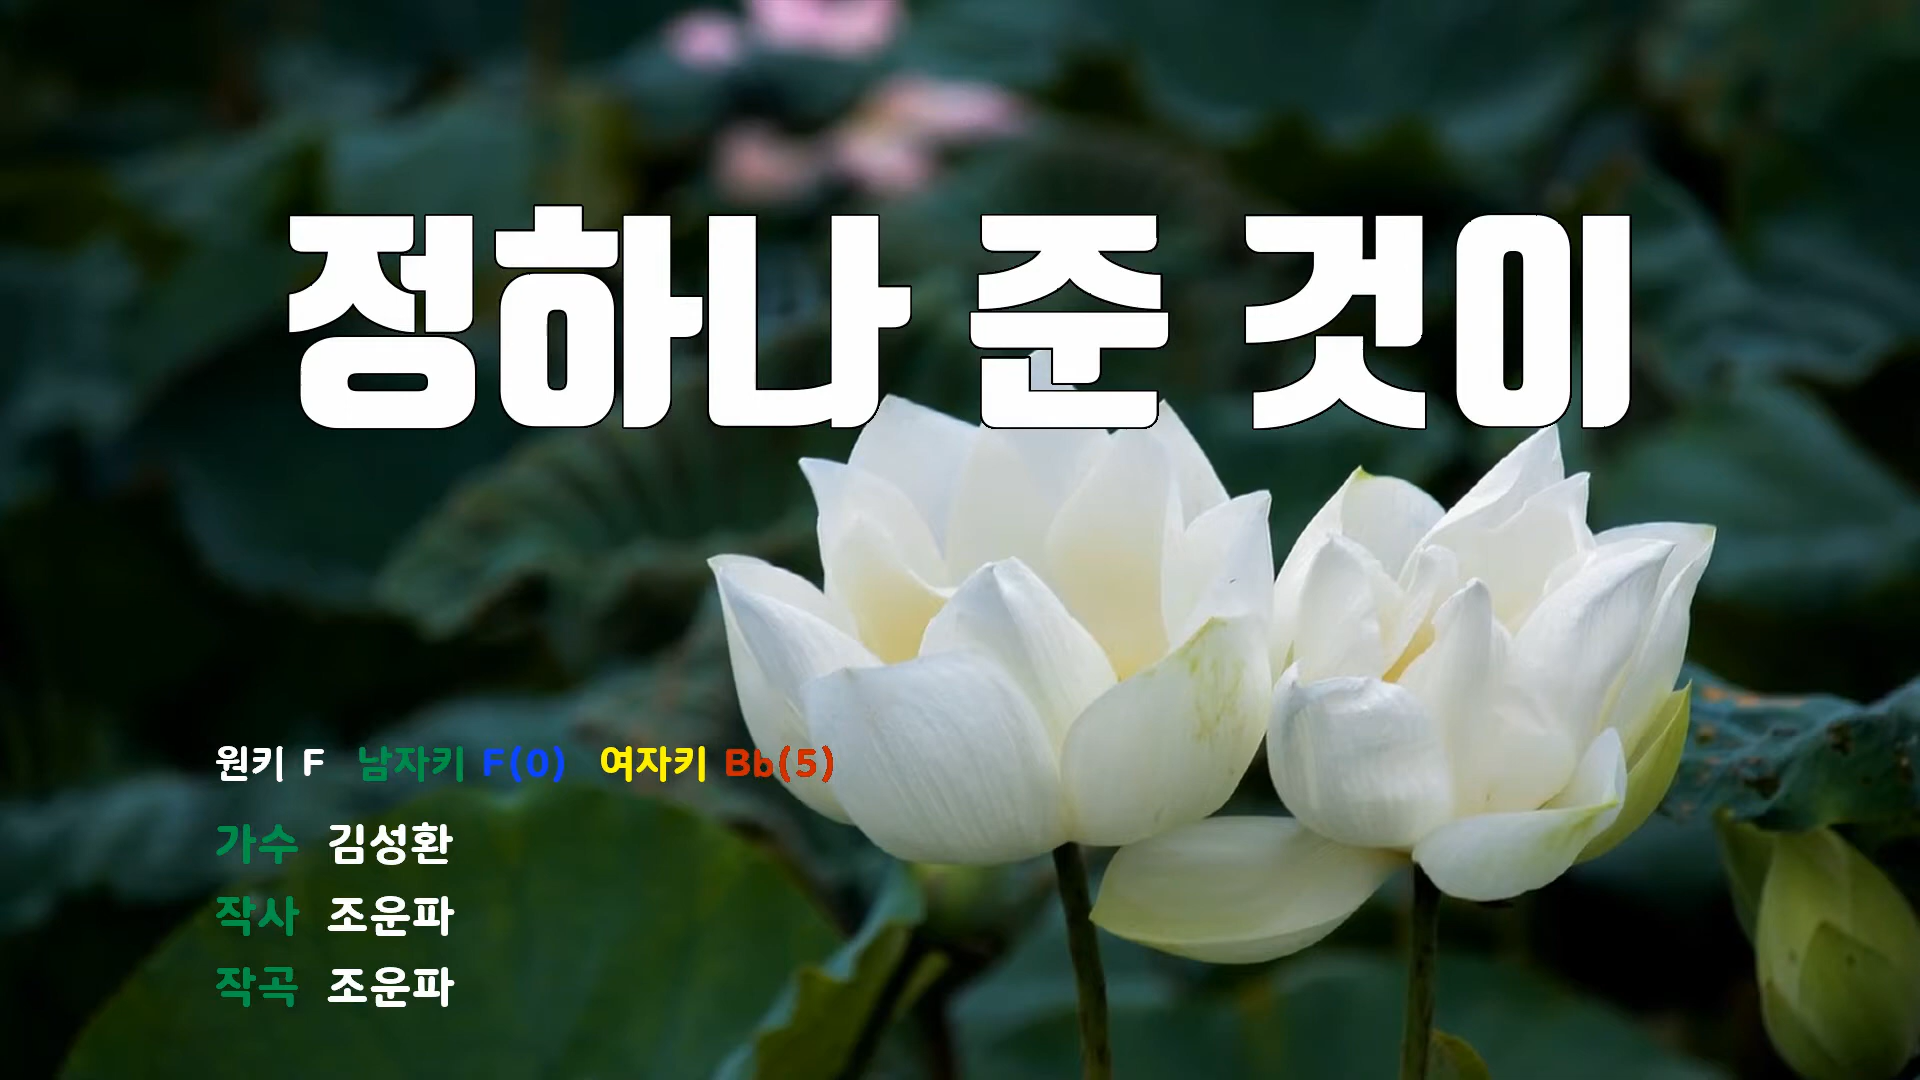 정하나 준 것이
원키 F 남자키 F(0) 여자키 Bb(5)
가수 김성환
작사 조운파
작곡 조운파